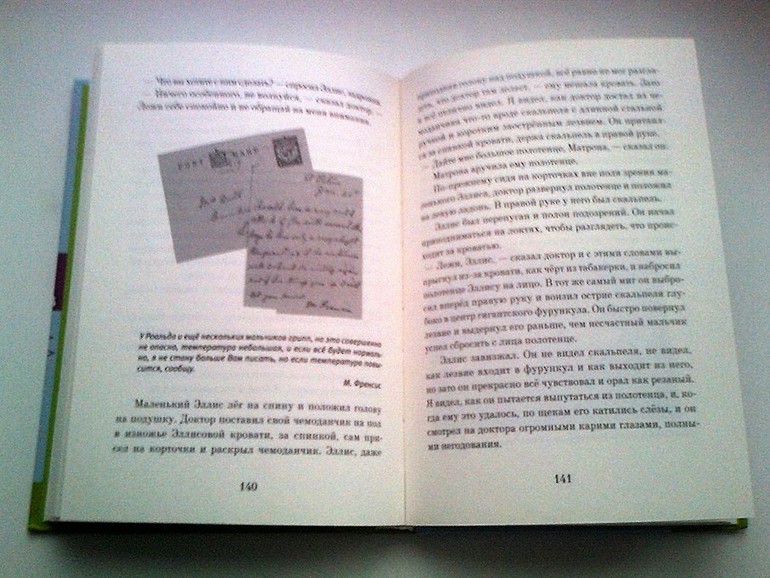 — Что вы хотите с ним сделать? — спросил Эллис,
— Ничего особенного, не волнуйся, — сказал доктор. —
Лежи себе спокойно и не обращай на меня внимания.
POST CARD
У Роальда и ещё нескольких мальчиков грипп, но это совершенно
не опасно, температура небольшая, и если всё будет нормаль-
но, я не стану больше Вам писать, но если температура повы-
сится, сообщу.
М. Френсис
Маленький Эллис лёг на спину и положил голову
на подушку. Доктор поставил свой чемоданчик на пол
в изножье Эллисовой кровати, за спинкой, сам при-
сел на корточки и раскрыл чемоданчик. Эллис, даже
140
приподняв голову над подушкой, всё равно не мог разгля-
деть, что доктор там делает, — ему мешала кровать. Зато
я всё отлично видел. Я видел, как доктор достал из че-
моданчика что-то вроде скальпеля с длинной стальной
ручкой и коротким заострённым лезвием. Он притаил-
ся за спинкой кровати, держа скальпель в правой руке.
— Дайте мне большое полотенце, Матрона, — сказал он.
Матрона вручила ему полотенце.
По-прежнему сидя на корточках вне поля зрения ма-
ленького Эллиса, доктор развернул полотенце и положил
на левую ладонь. В правой руке у него был скальпель.
Эллис был перепуган и полон подозрений. Он начал
приподниматься на локтях, чтобы разглядеть, что проис-
ходит за кроватью.
— Лежи, Эллис, — сказал доктор и с этими словами вы-
прыгнул из-за кровати, как чёрт из табакерки, и набросил
полотенце Эллису на лицо. В тот же самый миг он выбро-
сил вперёд правую руку и вонзил острие скальпеля глу-
боко в центр гигантского фурункула. Он быстро повернул
лезвие и выдернул его раньше, чем несчастный мальчик
успел сбросить с лица полотенце.
Эллис завизжал. Он не видел скальпеля, не видел,
как лезвие входит в фурункул и как выходит из него,
но зато он прекрасно всё чувствовал и орал как резаный.
Я видел, как он пытается выпутаться из полотенца, и, ко-
гда ему это удалось, по щекам его катились слёзы, и он
смотрел на доктора огромными карими глазами, полны-
ми негодования.
141